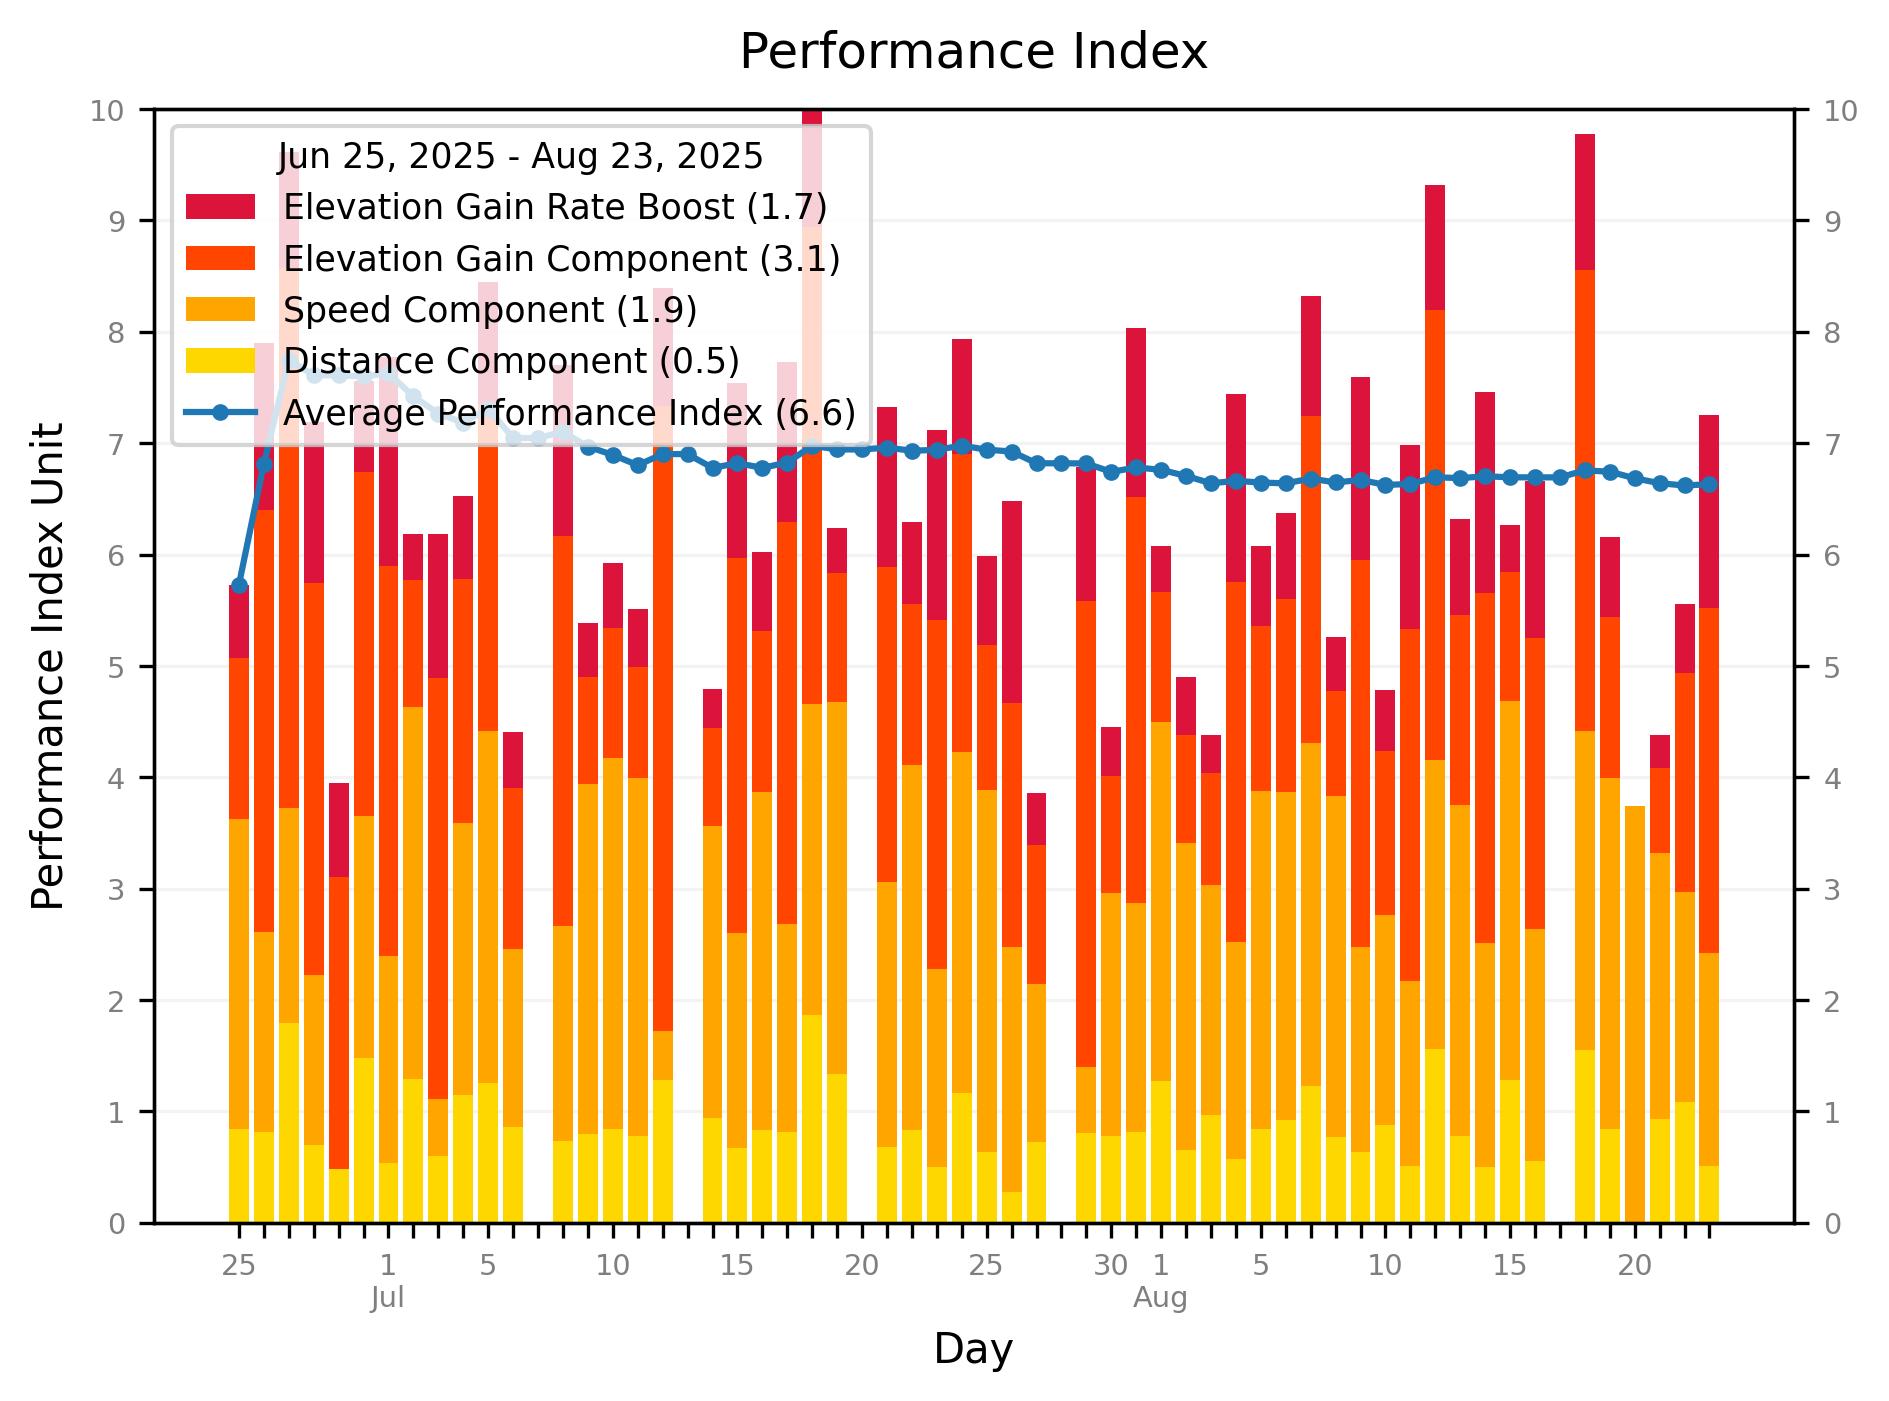 Performance Index
Jun 25, 2025 - Aug 23, 2025
Elevation Gain Rate Boost (1.7)
Elevation Gain Component (3.1)
Speed Component (1.9)
Distance Component (0.5)
Average Performance Index (6.6)
Performance Index Unit
10
9
8
7
6
5
4
3
2
1
0
10
9
8
7
6
5
4
3
2
1
0
25 1 5 10 15 20 25 30 1 5 10 15 20
Jul Aug
Day